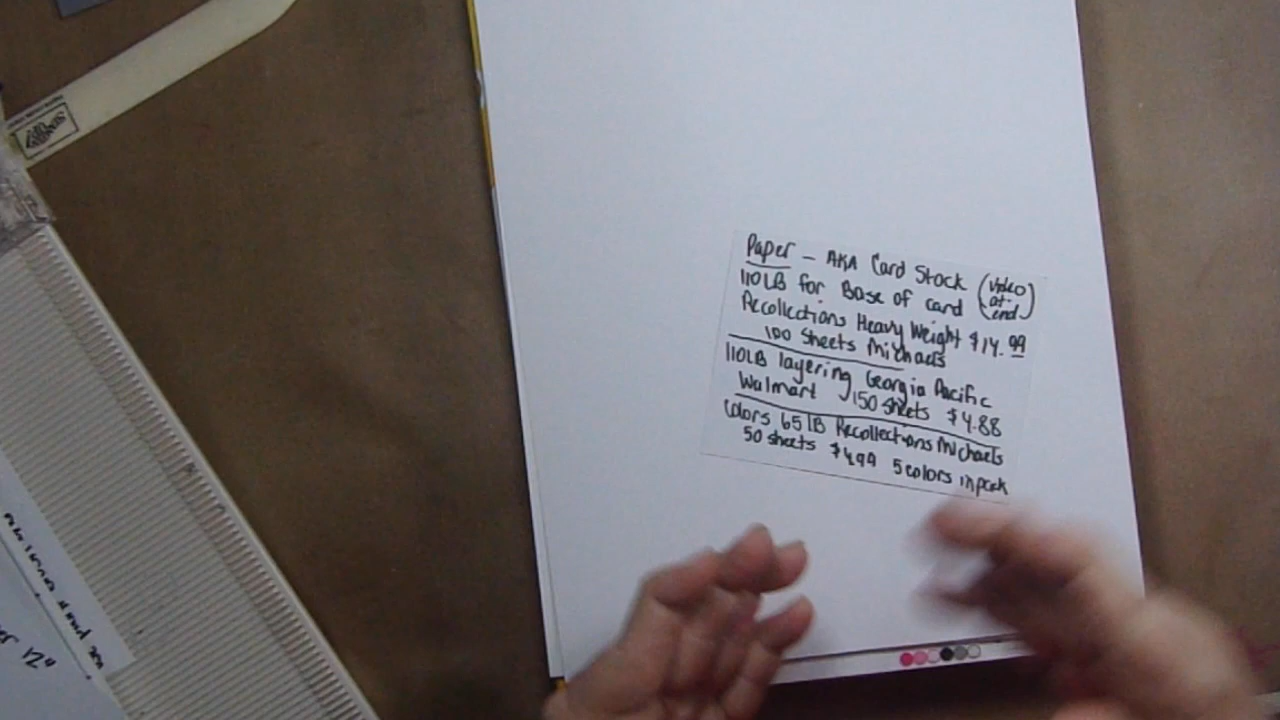 Paper - AKA Card Stock (video at end)
110LB for Base of card
Recollections Heavy Weight $14.99
100 Sheets Michaels
110LB layering Georgia Pacific
Walmart 150 sheets $4.88
Colors 65LB Recollections Michaels
50 sheets $4.99 5 colors in pack